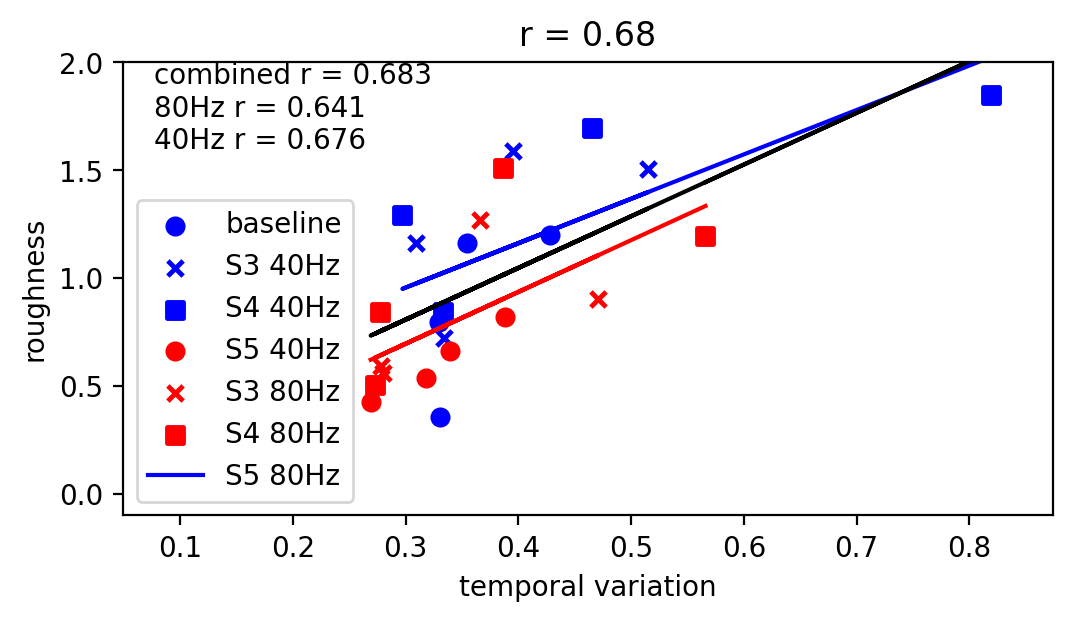 r = 0.68
combined r = 0.683
80Hz r = 0.641
40Hz r = 0.676
baseline
S3 40Hz
S4 40Hz
S5 40Hz
S3 80Hz
S4 80Hz
S5 80Hz
roughness
2.0
1.5
1.0
0.5
0.0
0.1 0.2 0.3 0.4 0.5 0.6 0.7 0.8
temporal variation